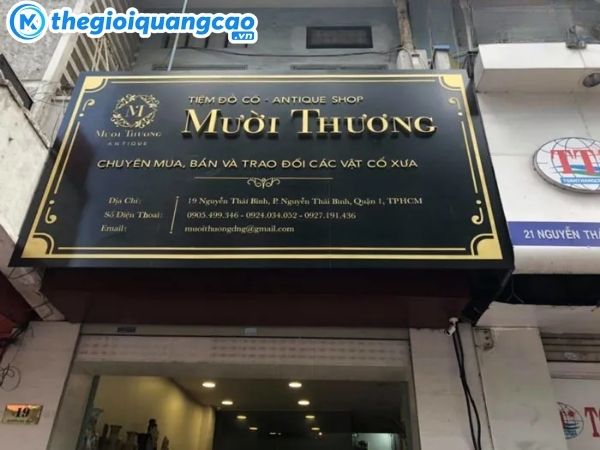 thegioiquangcao
.vn
TIỆM ĐỒ CỔ - ANTIQUE SHOP
MƯỜI THƯƠNG
M
MƯỜI THƯƠNG
ANTIQUE
CHUYÊN MUA, BÁN VÀ TRAO ĐỔI CÁC VẬT CỔ XƯA
Địa Chỉ: 19 Nguyễn Thái Bình, P. Nguyễn Thái Bình, Quận 1, TPHCM
Số Điện Thoại: 0905.499.346 - 0924.034.052 - 0927.191.436
Email: muoithuongdng@gmail.com
TT
21 NGUYỄN THÁ
19
TT